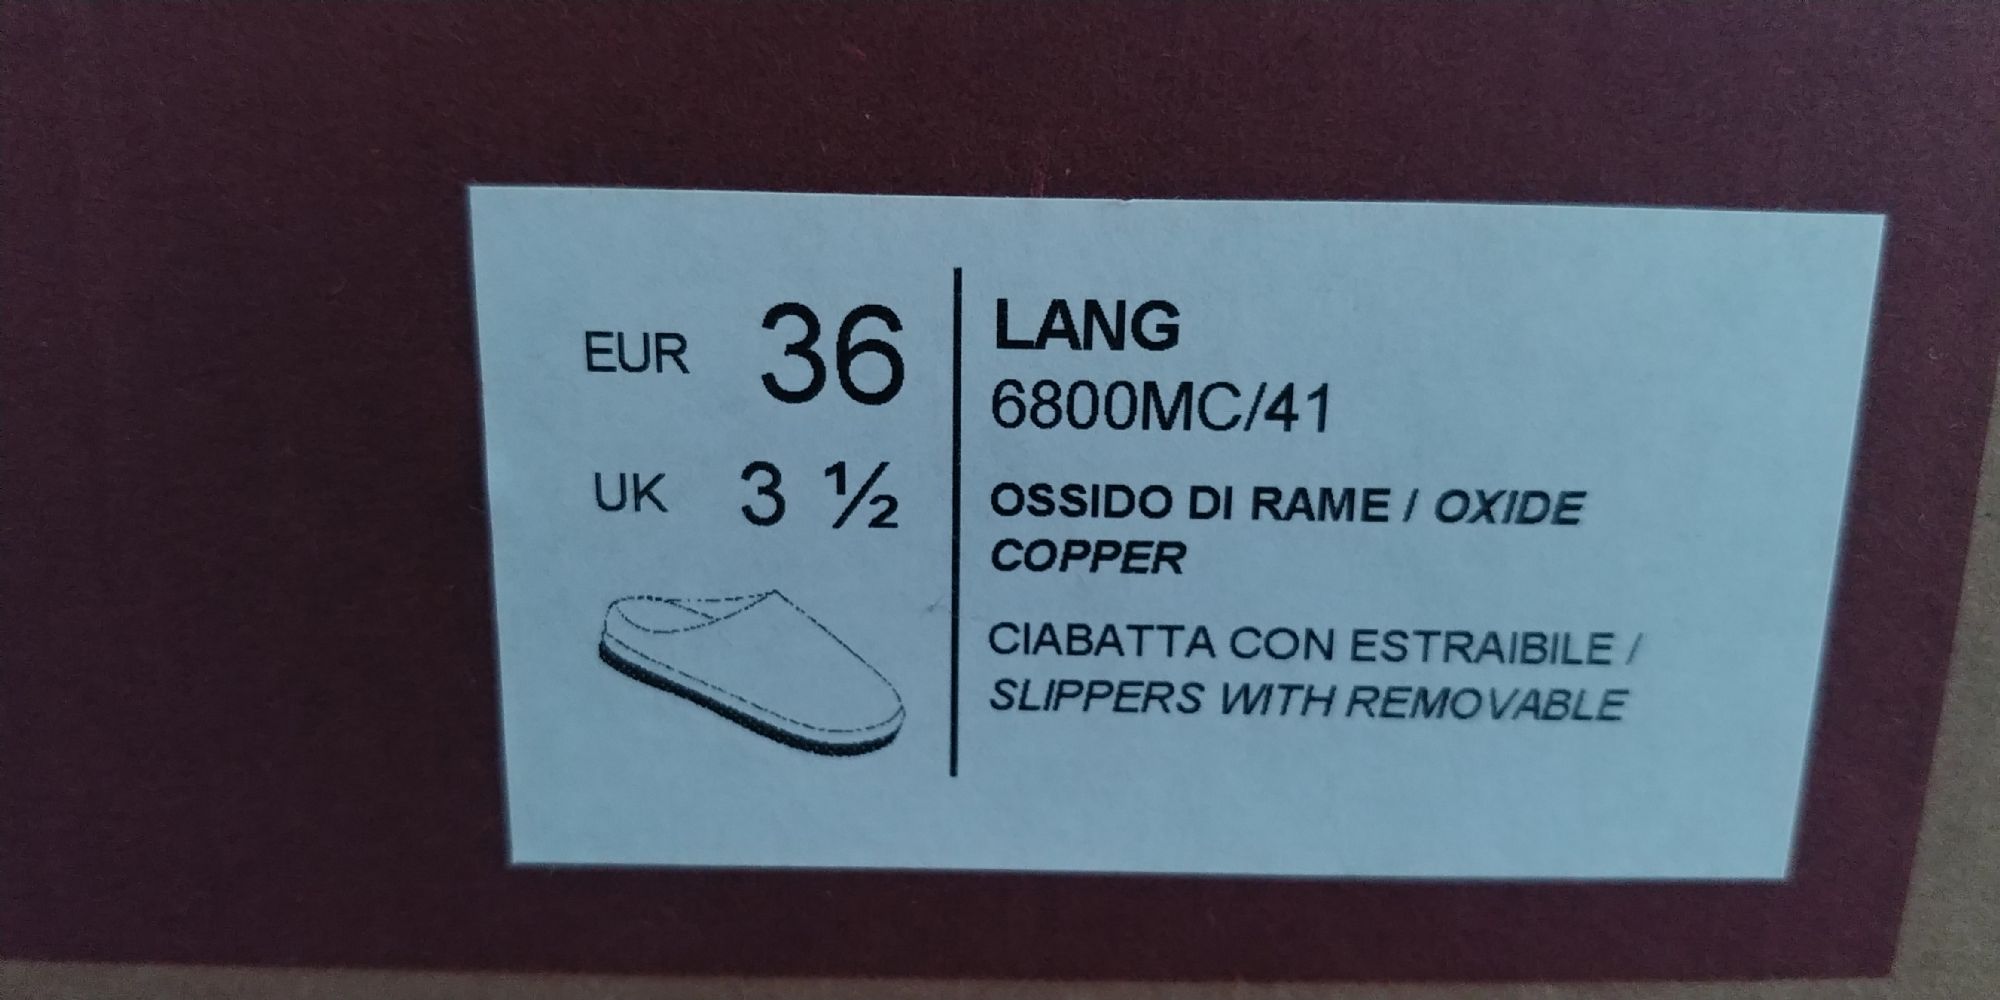 EUR 36
UK 3 ½
LANG
6800MC/41
OSSIDO DI RAME / OXIDE
COPPER
CIABATTA CON ESTRAIBILE /
SLIPPERS WITH REMOVABLE